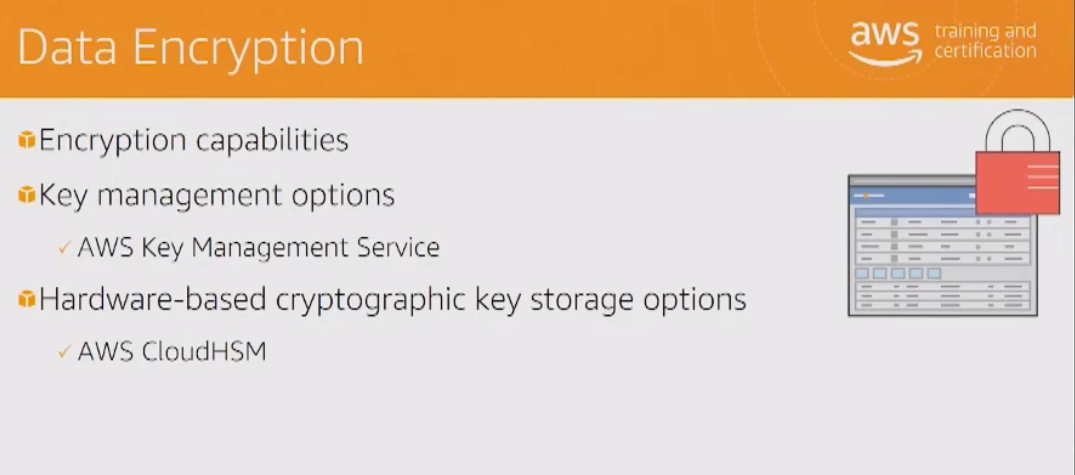 Data Encryption
aws training and
certification
Encryption capabilities
Key management options
AWS Key Management Service
Hardware-based cryptographic key storage options
AWS CloudHSM